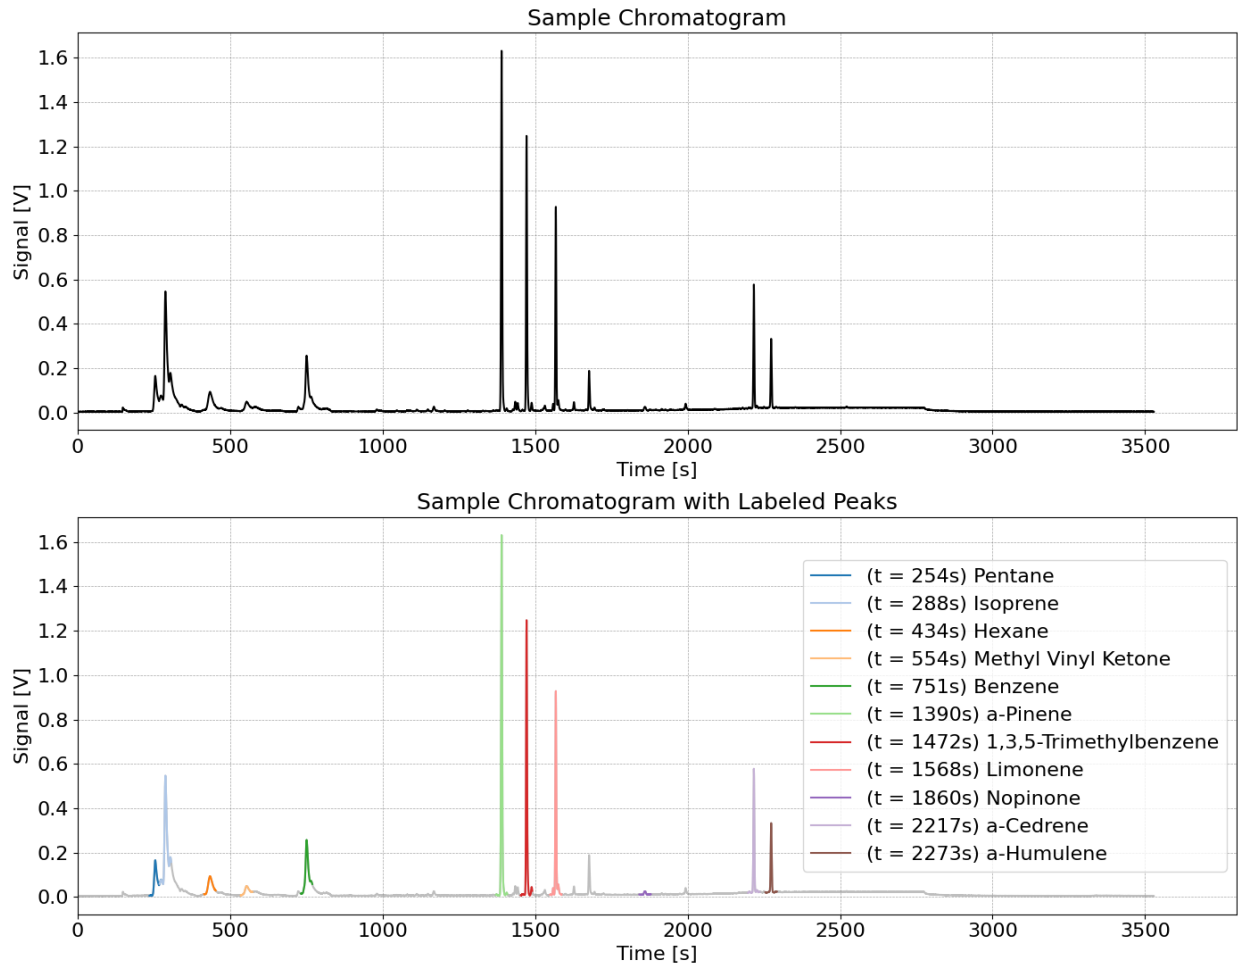 Sample Chromatogram
Signal [V]
1.6
1.4
1.2
1.0
0.8
0.6
0.4
0.2
0.0
0 500 1000 1500 2000 2500 3000 3500
Time [s]
Sample Chromatogram with Labeled Peaks
Signal [V]
1.6
1.4
1.2
1.0
0.8
0.6
0.4
0.2
0.0
(t = 254s) Pentane
(t = 288s) Isoprene
(t = 434s) Hexane
(t = 554s) Methyl Vinyl Ketone
(t = 751s) Benzene
(t = 1390s) a-Pinene
(t = 1472s) 1,3,5-Trimethylbenzene
(t = 1568s) Limonene
(t = 1860s) Nopinone
(t = 2217s) a-Cedrene
(t = 2273s) a-Humulene
0 500 1000 1500 2000 2500 3000 3500
Time [s]